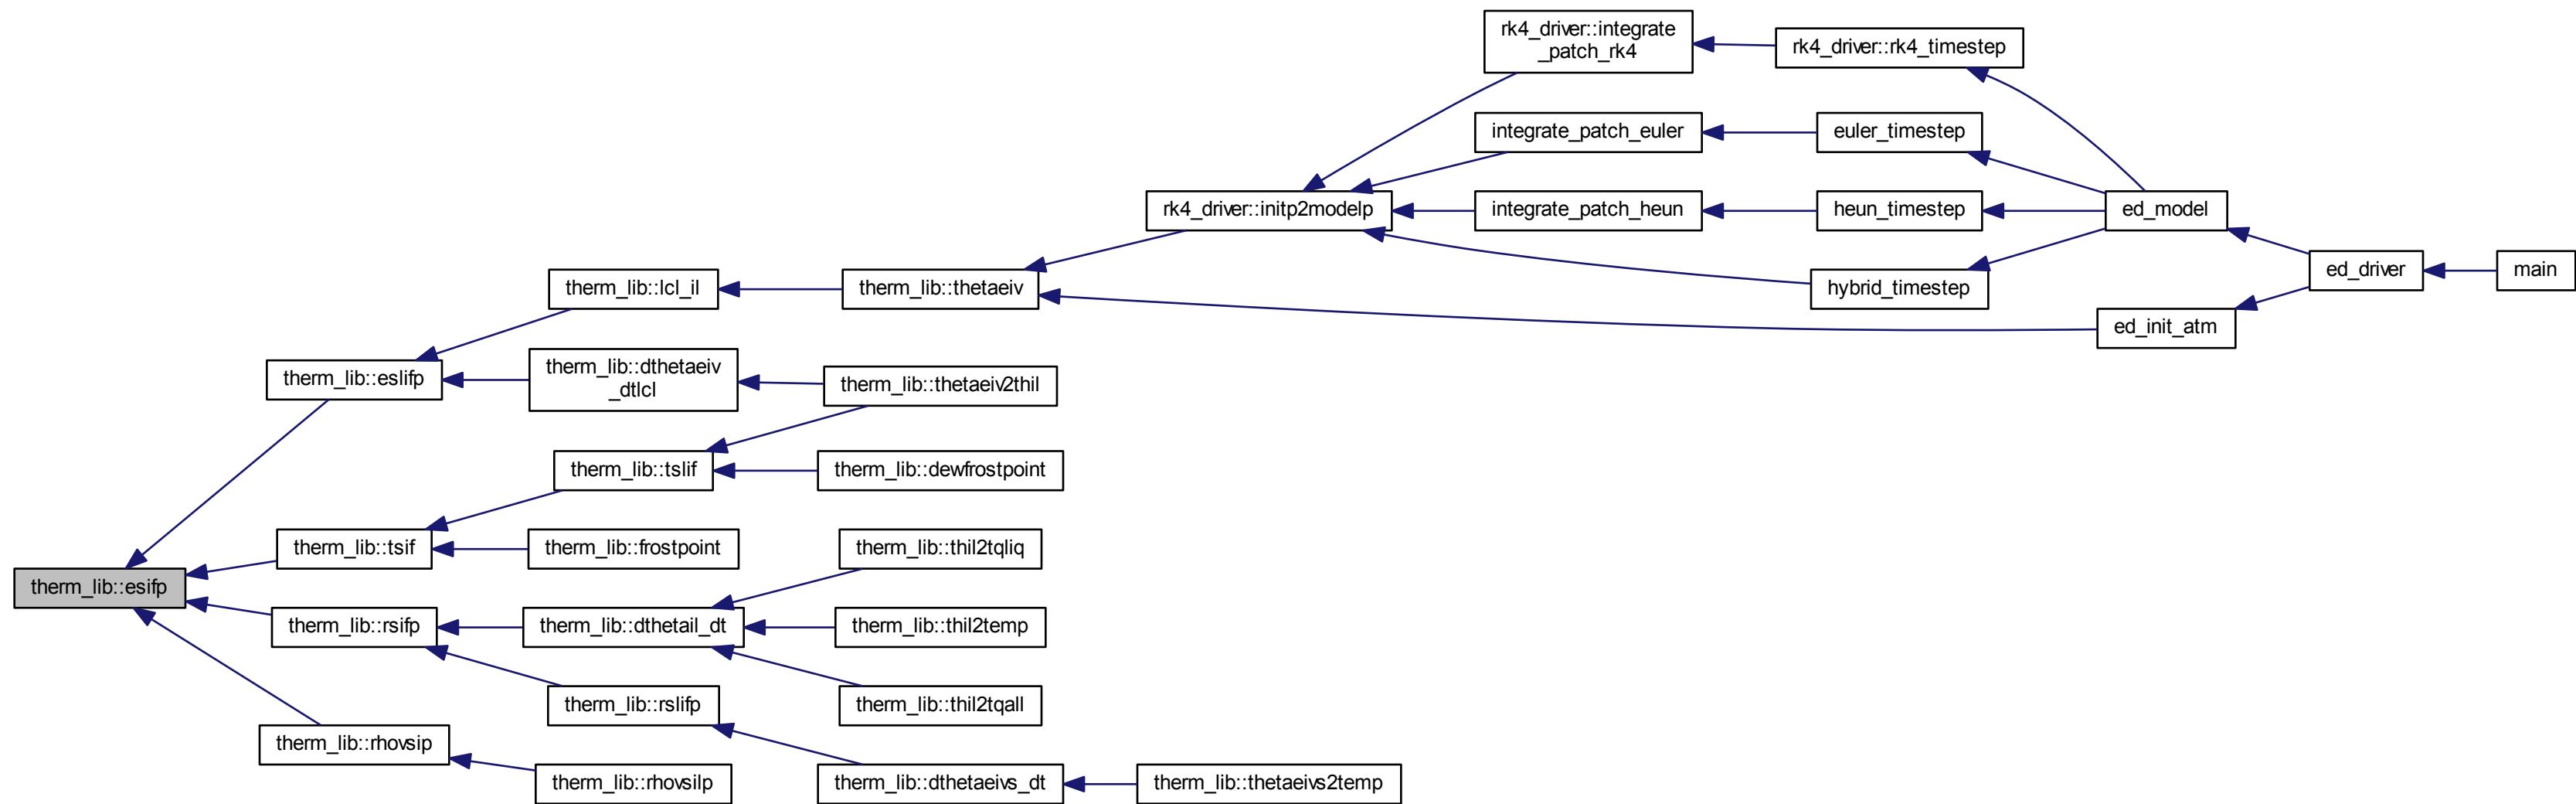 rk4_driver::integrate
_patch_rk4
rk4_driver::rk4_timestep
integrate_patch_euler
euler_timestep
rk4_driver::initp2modelp
integrate_patch_heun
heun_timestep
ed_model
ed_driver
main
therm_lib::lcl_il
therm_lib::thetaeiv
hybrid_timestep
ed_init_atm
therm_lib::eslifp
therm_lib::dthetaeiv
_dtlcl
therm_lib::thetaeiv2thil
therm_lib::tslif
therm_lib::dewfrostpoint
therm_lib::tsif
therm_lib::frostpoint
therm_lib::thil2tqliq
therm_lib::esifp
therm_lib::rsifp
therm_lib::dthetail_dt
therm_lib::thil2temp
therm_lib::rslifp
therm_lib::thil2tqall
therm_lib::rhovsip
therm_lib::rhovsilp
therm_lib::dthetaeivs_dt
therm_lib::thetaeivs2temp